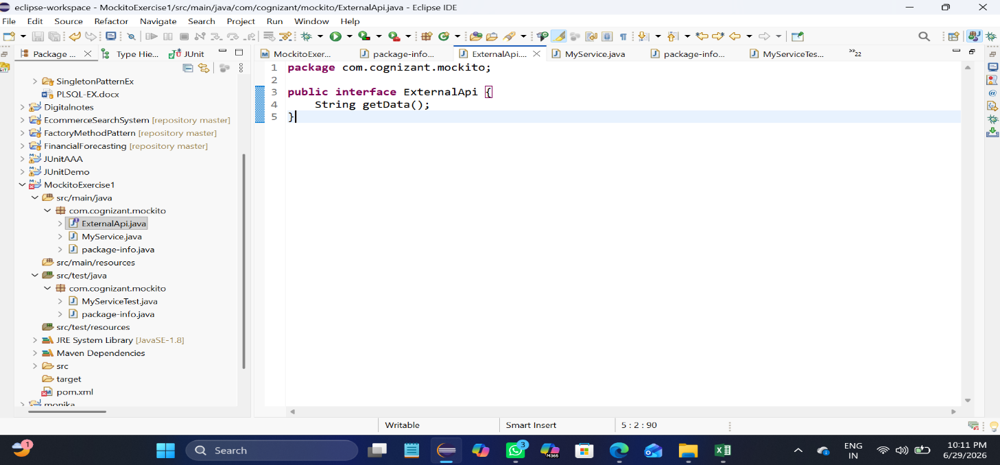 eclipse-workspace - MockitoExercise1/src/main/java/com/cognizant/mockito/ExternalApi.java - Eclipse IDE
File Edit Source Refactor Navigate Search Project Run Window Help
Package ... Type Hie... JUnit
MockitoExer... package-info... ExternalApi.... MyService.java package-info... MyServiceTes... »22
SingletonPatternEx
PLSQL-EX.docx
Digitalnotes
EcommerceSearchSystem [repository master]
FactoryMethodPattern [repository master]
FinancialForecasting [repository master]
JUnitAAA
JUnitDemo
MockitoExercise1
src/main/java
com.cognizant.mockito
ExternalApi.java
MyService.java
package-info.java
src/main/resources
src/test/java
com.cognizant.mockito
MyServiceTest.java
package-info.java
src/test/resources
JRE System Library [JavaSE-1.8]
Maven Dependencies
src
target
pom.xml
monika
1 package com.cognizant.mockito;
2
3 public interface ExternalApi {
4 String getData();
5 }
Writable Smart Insert 5 : 2 : 90
1
Search
3
M365
ENG
IN
10:11 PM
6/29/2026